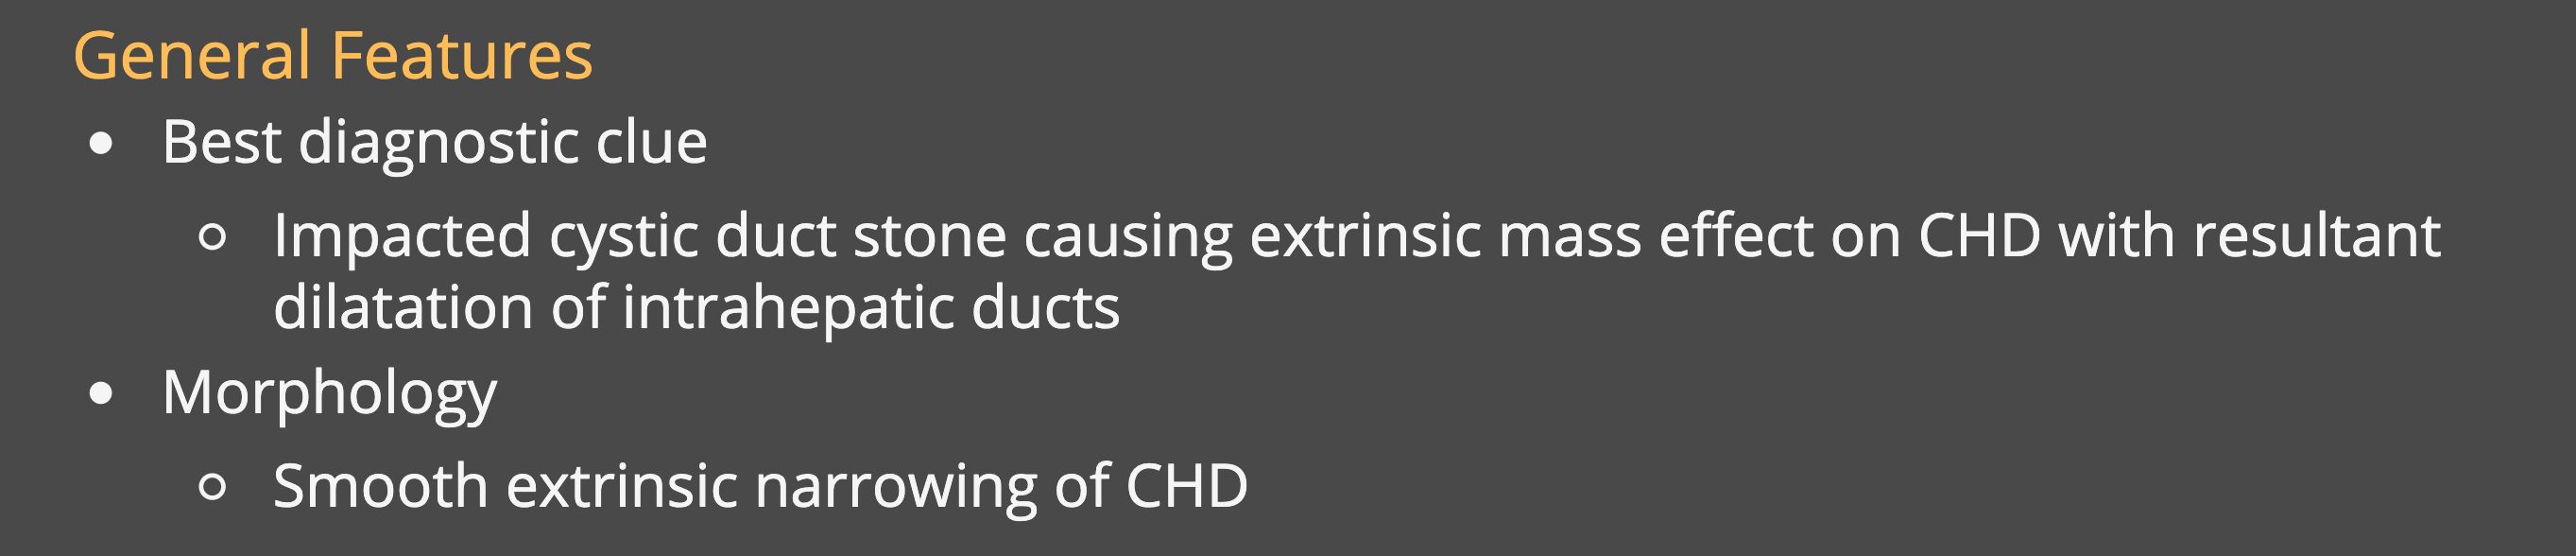 General Features
• Best diagnostic clue
○ Impacted cystic duct stone causing extrinsic mass effect on CHD with resultant
dilatation of intrahepatic ducts
• Morphology
○ Smooth extrinsic narrowing of CHD